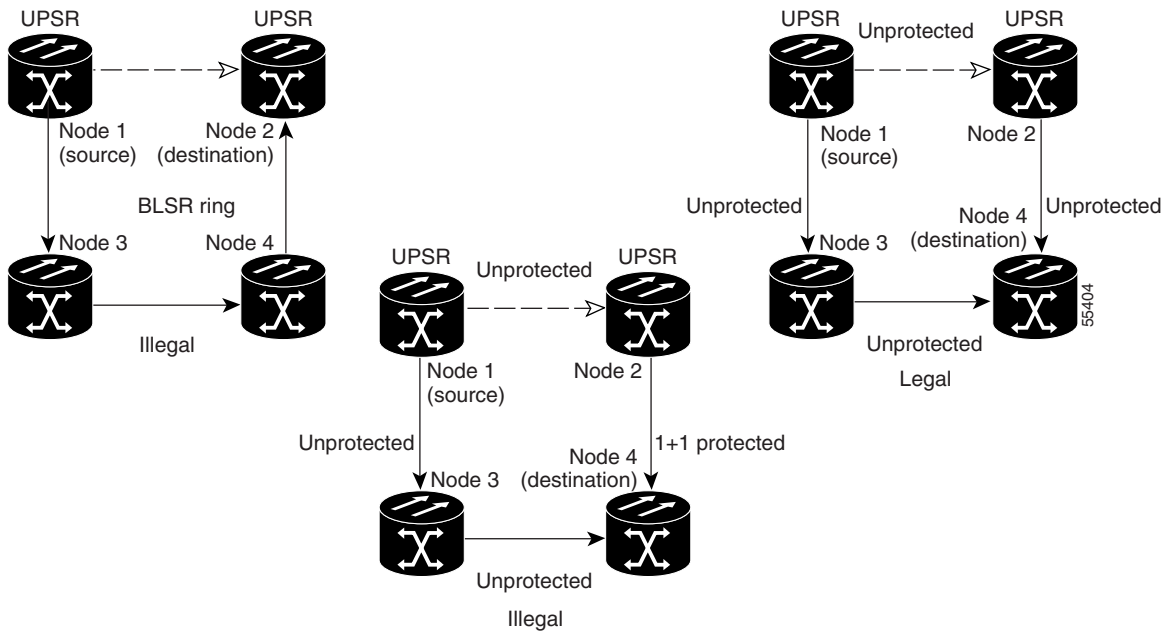 UPSR
UPSR
Node 1
(source)
Node 2
(destination)
BLSR ring
Node 3
Node 4
Illegal
UPSR
Unprotected
UPSR
Node 1
(source)
Node 2
Unprotected
1+1 protected
Node 3
Node 4
(destination)
Unprotected
Illegal
UPSR
Unprotected
UPSR
Node 1
(source)
Node 2
Unprotected
Unprotected
Node 3
Node 4
(destination)
55404
Unprotected
Legal